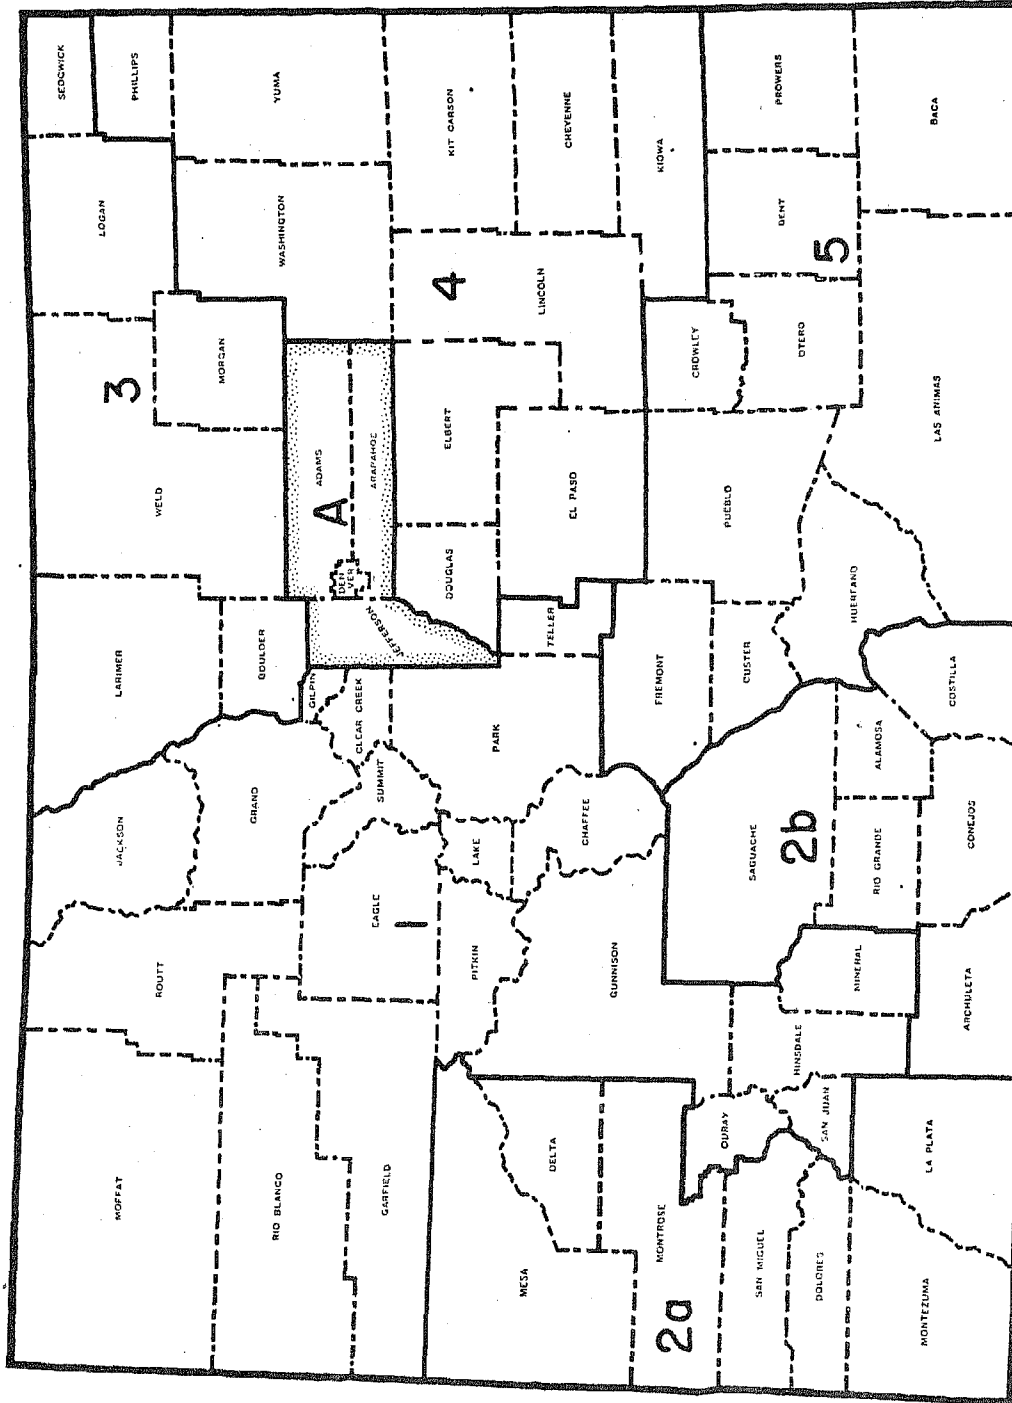 SEDGWICK
PHILLIPS
YUMA
KIT CARSON
CHEYENNE
KIOWA
PROWERS
BACA
LOGAN
WASHINGTON
4
LINCOLN
BENT
5
3
MORGAN
CROWLEY
OTERO
LAS ANIMAS
WELD
ADAMS
A
ARAPAHOE
DEN
VER
ELBERT
EL PASO
PUEBLO
HUERFANO
LARIMER
BOULDER
JEFFERSON
DOUGLAS
TELLER
FREMONT
CUSTER
COSTILLA
GILPIN
CLEAR CREEK
SUMMIT
PARK
ALAMOSA
JACKSON
GRAND
LAKE
CHAFFEE
SAGUACHE
2b
RIO GRANDE
CONEJOS
ROUTT
EAGLE
1
PITKIN
GUNNISON
MINERAL
ARCHULETA
HINSDALE
MOFFAT
RIO BLANCO
GARFIELD
DELTA
OURAY
SAN JUAN
LA PLATA
MESA
MONTROSE
2a
SAN MIGUEL
DOLORES
MONTEZUMA